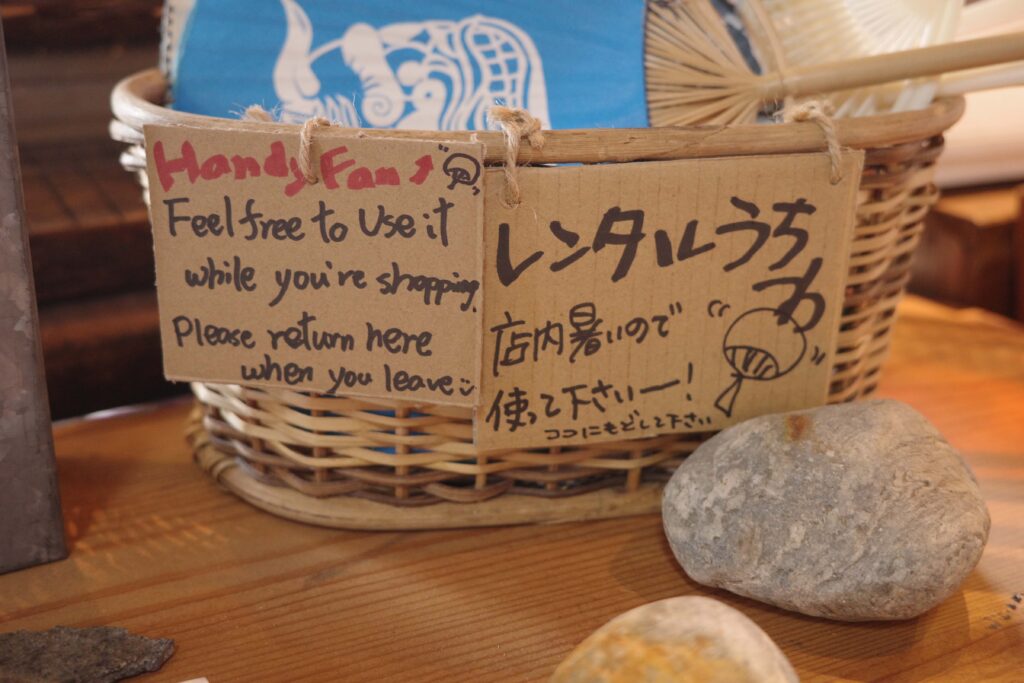 Handy Fan
Feel free to use it
while you're shopping.
Please return here
when you leave
レンタルうちわ
店内暑いので
使って下さいー!
ココにもどして下さい